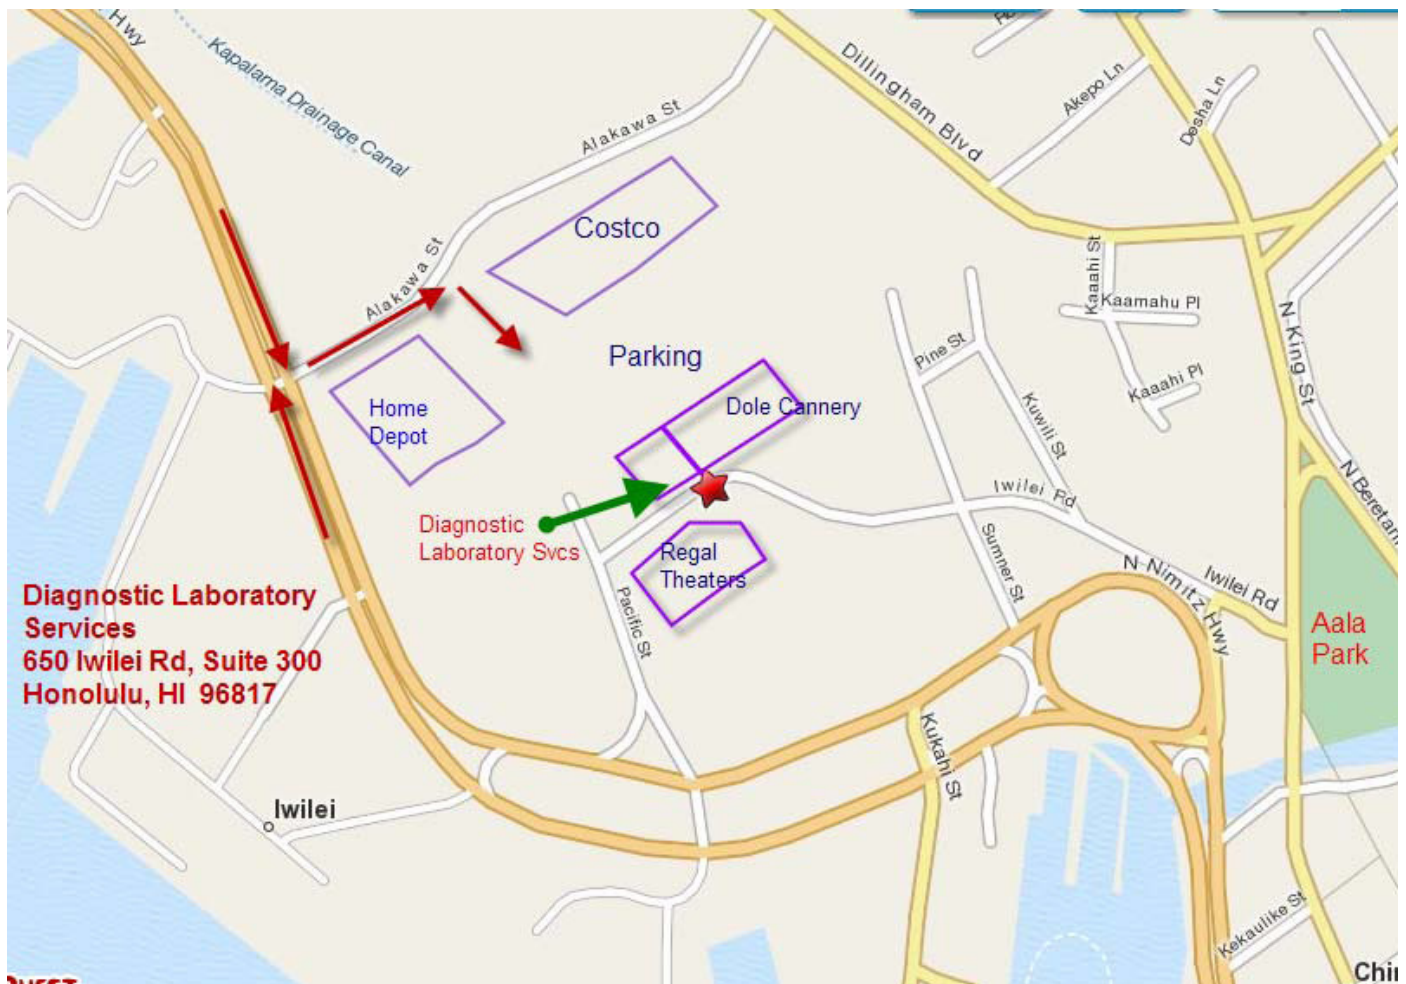 Hwy
Kapalama Drainage Canal
Alakawa St
Dillingham Blvd
Akepo Ln
Desha Ln
Costco
Alakawa St
Kaaahi St
Kaamahu Pl
N King St
Parking
Pine St
Kaaahi Pl
Home
Depot
Dole Cannery
Kuwili St
N Beretani
Iwilei Rd
Diagnostic
Laboratory Svcs
Regal
Theaters
Sumner St
N Nimitz Hwy
Iwilei Rd
Pacific St
Diagnostic Laboratory
Services
650 Iwilei Rd, Suite 300
Honolulu, HI 96817
Aala
Park
Kukahi St
Iwilei
Kekaulike St
Chi